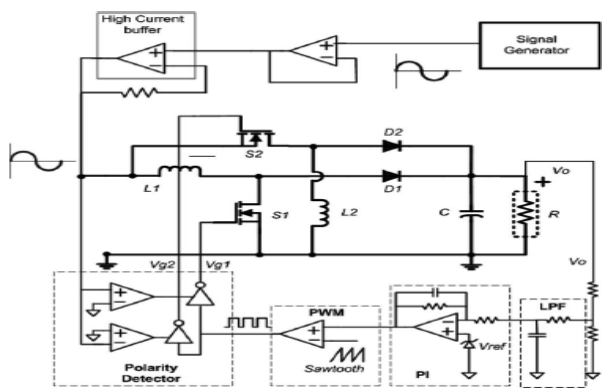 High Current
buffer
Signal
Generator
S2
D2
L1
D1
Vo
+
S1
L2
C
R
Vg2
Vg1
Vo
PWM
LPF
Polarity
Detector
Sawtooth
PI
Vref